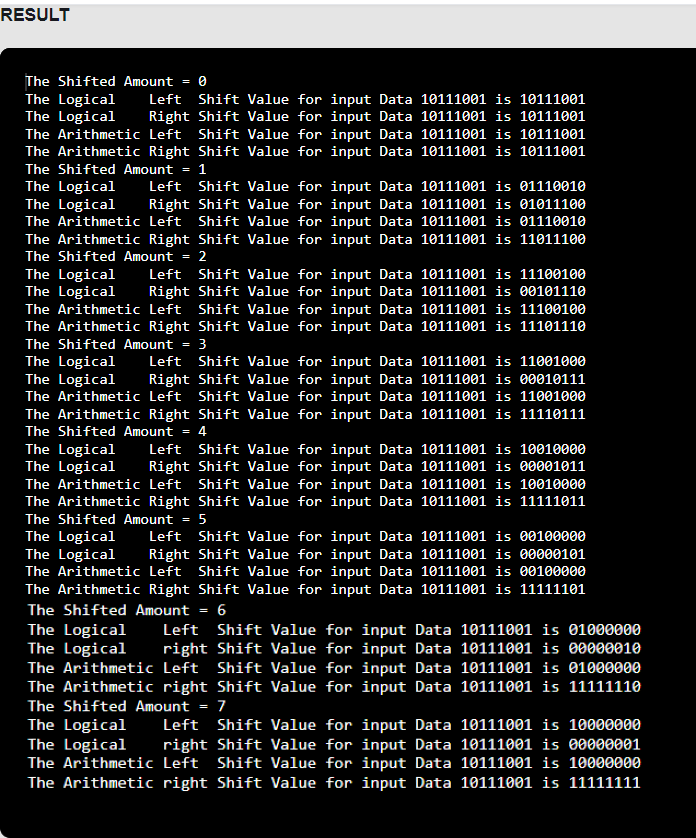 RESULT
The Shifted Amount = 0
The Logical    Left  Shift Value for input Data 10111001 is 10111001
The Logical    Right Shift Value for input Data 10111001 is 10111001
The Arithmetic Left  Shift Value for input Data 10111001 is 10111001
The Arithmetic Right Shift Value for input Data 10111001 is 10111001
The Shifted Amount = 1
The Logical    Left  Shift Value for input Data 10111001 is 01110010
The Logical    Right Shift Value for input Data 10111001 is 01011100
The Arithmetic Left  Shift Value for input Data 10111001 is 01110010
The Arithmetic Right Shift Value for input Data 10111001 is 11011100
The Shifted Amount = 2
The Logical    Left  Shift Value for input Data 10111001 is 11100100
The Logical    Right Shift Value for input Data 10111001 is 00101110
The Arithmetic Left  Shift Value for input Data 10111001 is 11100100
The Arithmetic Right Shift Value for input Data 10111001 is 11101110
The Shifted Amount = 3
The Logical    Left  Shift Value for input Data 10111001 is 11001000
The Logical    Right Shift Value for input Data 10111001 is 00010111
The Arithmetic Left  Shift Value for input Data 10111001 is 11001000
The Arithmetic Right Shift Value for input Data 10111001 is 11110111
The Shifted Amount = 4
The Logical    Left  Shift Value for input Data 10111001 is 10010000
The Logical    Right Shift Value for input Data 10111001 is 00001011
The Arithmetic Left  Shift Value for input Data 10111001 is 10010000
The Arithmetic Right Shift Value for input Data 10111001 is 11111011
The Shifted Amount = 5
The Logical    Left  Shift Value for input Data 10111001 is 00100000
The Logical    Right Shift Value for input Data 10111001 is 00000101
The Arithmetic Left  Shift Value for input Data 10111001 is 00100000
The Arithmetic Right Shift Value for input Data 10111001 is 11111101
The Shifted Amount = 6
The Logical    Left  Shift Value for input Data 10111001 is 01000000
The Logical    right Shift Value for input Data 10111001 is 00000010
The Arithmetic Left  Shift Value for input Data 10111001 is 01000000
The Arithmetic right Shift Value for input Data 10111001 is 11111110
The Shifted Amount = 7
The Logical    Left  Shift Value for input Data 10111001 is 10000000
The Logical    right Shift Value for input Data 10111001 is 00000001
The Arithmetic Left  Shift Value for input Data 10111001 is 10000000
The Arithmetic right Shift Value for input Data 10111001 is 11111111